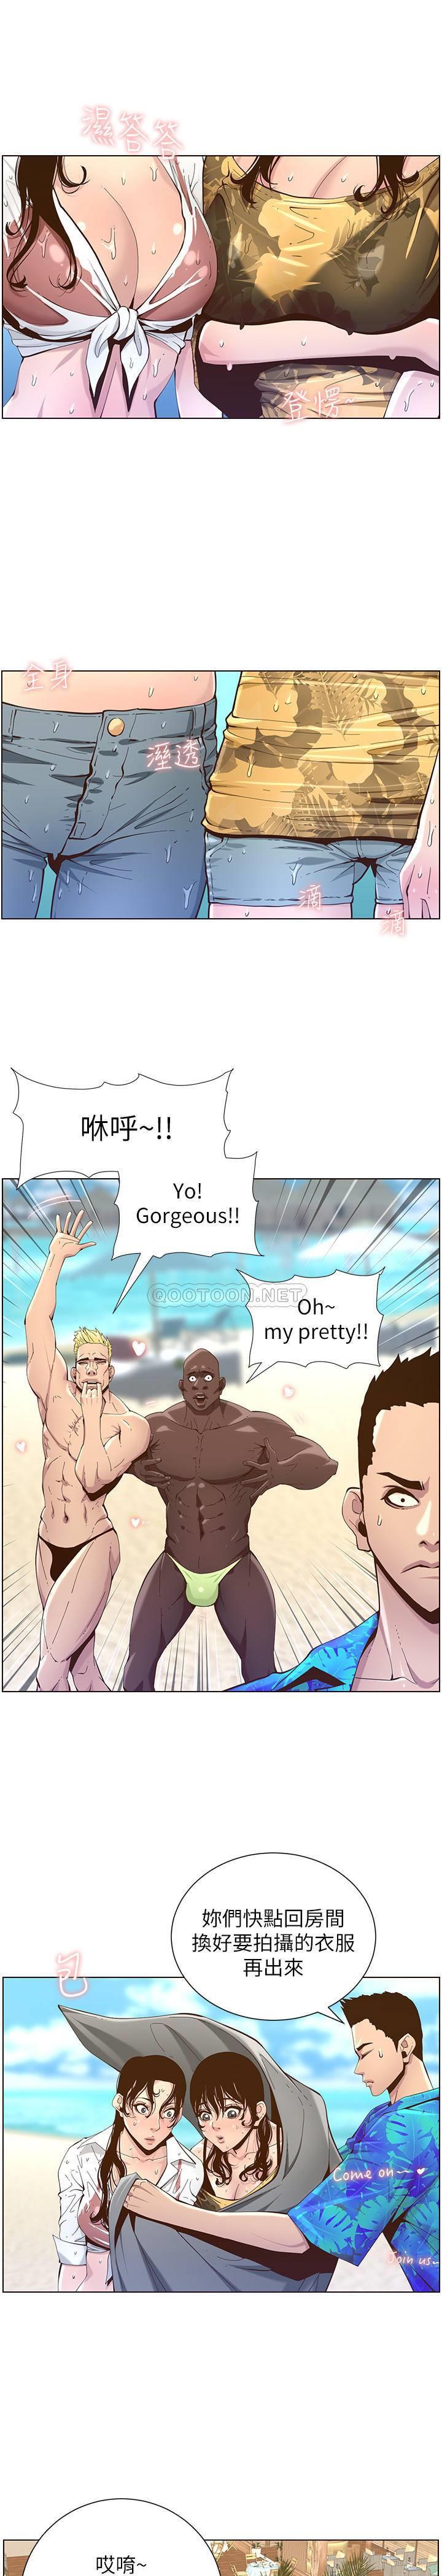 濕答答
登愣~
全身
溼透
滴
滴
咻呼~!!
Yo!
Gorgeous!!
QOOTOON.NET
Oh~
my pretty!!
妳們快點回房間
換好要拍攝的衣服
再出來
包
Come on~~♥
Join us~
哎唷~